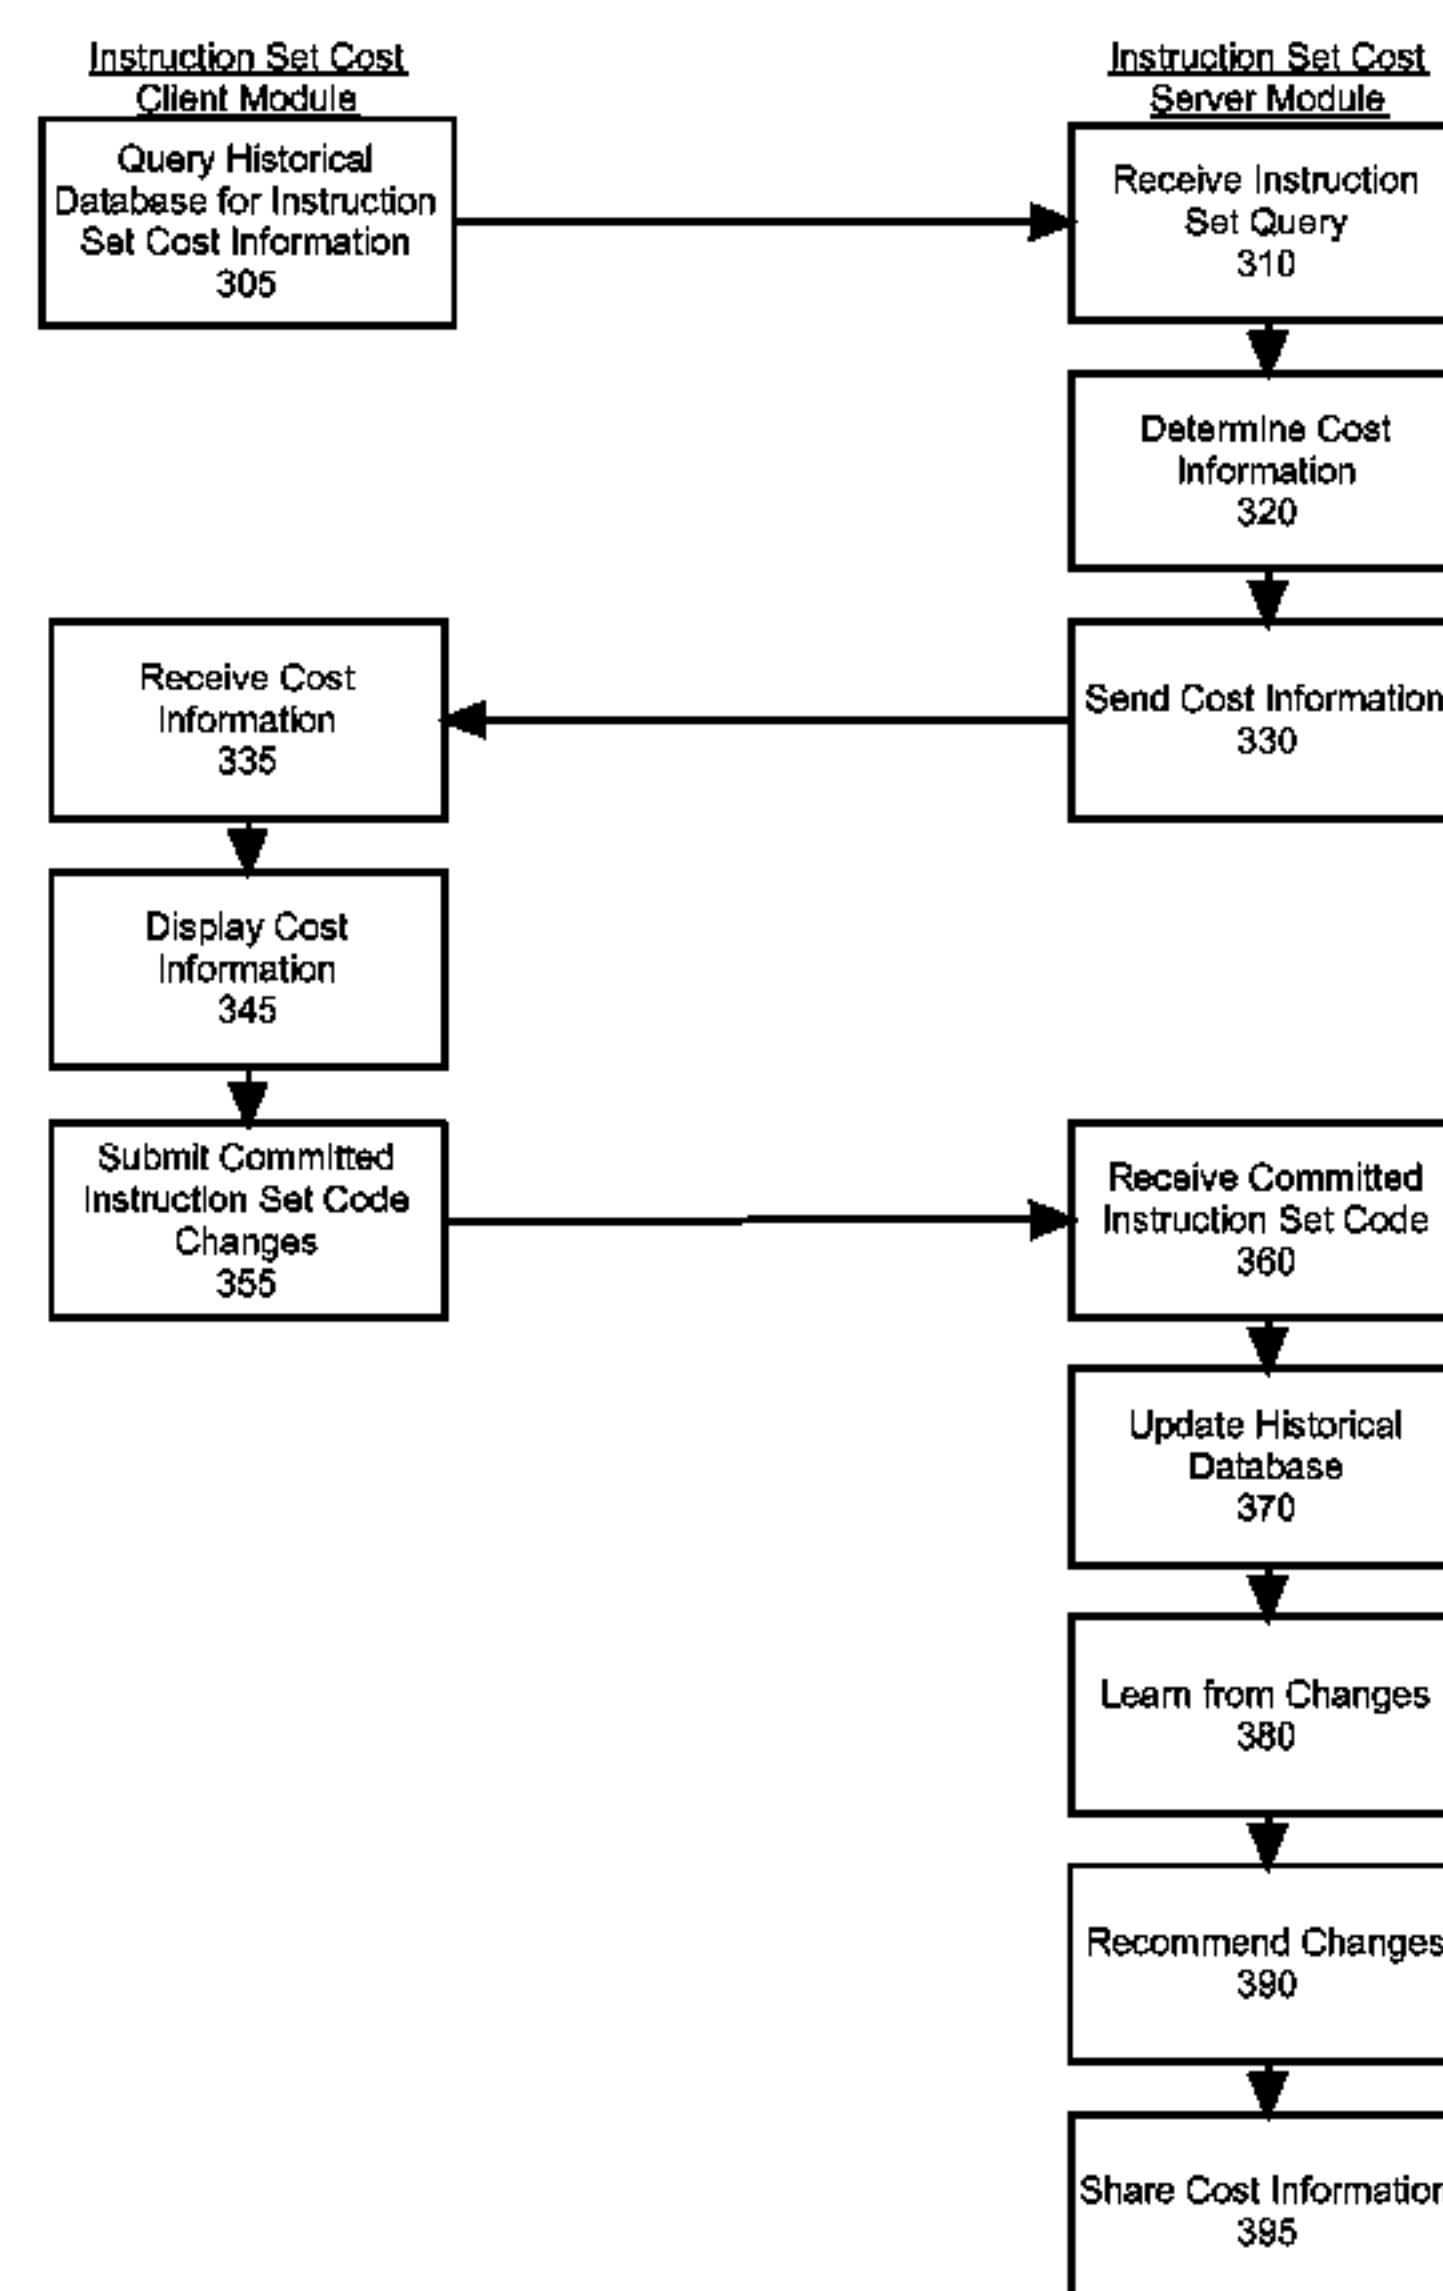 Instruction Set Cost
Client Module
Query Historical
Database for Instruction
Set Cost Information
305
Instruction Set Cost
Server Module
Receive Instruction
Set Query
310
Determine Cost
Information
320
Send Cost Information
330
Receive Cost
Information
335
Display Cost
Information
345
Submit Committed
Instruction Set Code
Changes
355
Receive Committed
Instruction Set Code
360
Update Historical
Database
370
Learn from Changes
380
Recommend Changes
390
Share Cost Information
395